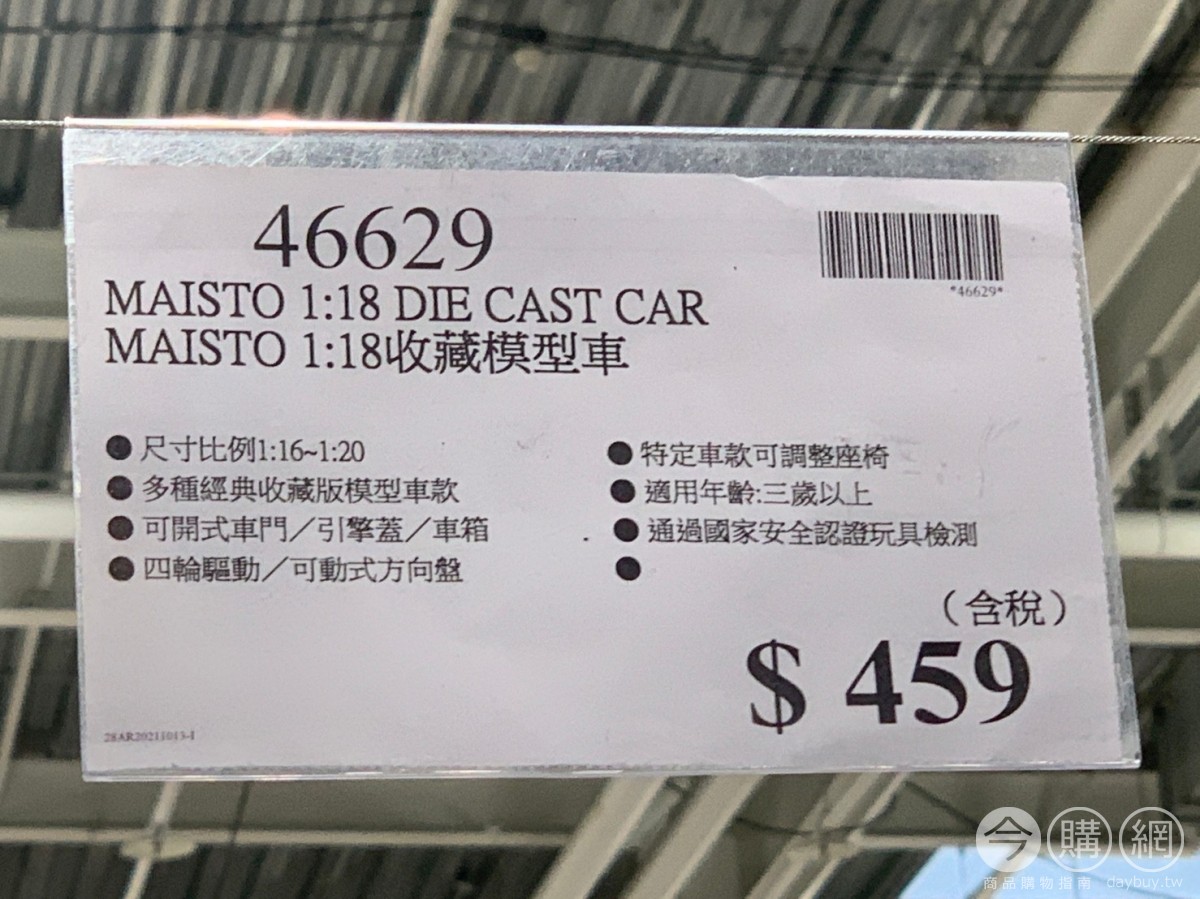 46629
*46629*
MAISTO 1:18 DIE CAST CAR
MAISTO 1:18收藏模型車
●尺寸比例1:16~1:20
●多種經典收藏版模型車款
●可開式車門／引擎蓋／車箱
●四輪驅動／可動式方向盤
●特定車款可調整座椅
●適用年齡:三歲以上
●通過國家安全認證玩具檢測
●
（含稅）
$ 459
28AR20211013-1
今購網
商品購物指南 daybuy.tw